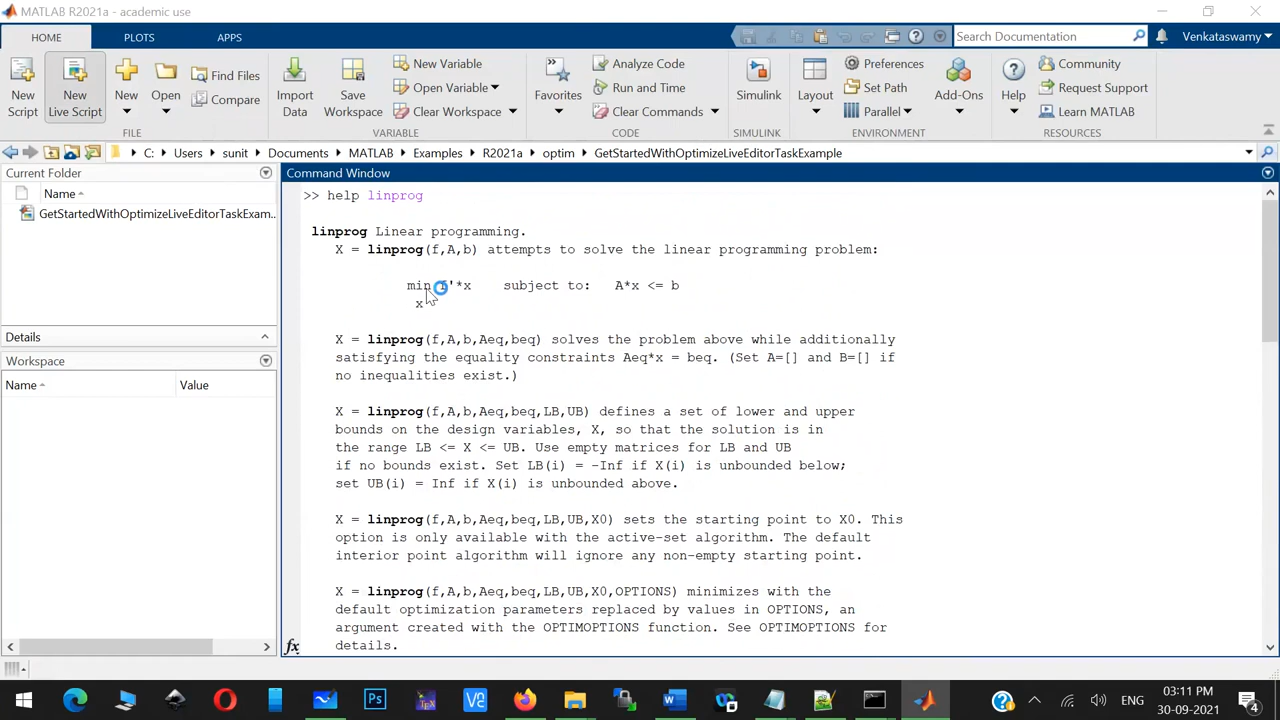 MATLAB R2021a - academic use
HOME PLOTS APPS
Search Documentation
Venkataswamy
New Script
New Live Script
New
Open
Find Files
Compare
Import Data
Save Workspace
New Variable
Open Variable
Clear Workspace
Favorites
Analyze Code
Run and Time
Clear Commands
Simulink
Layout
Preferences
Set Path
Parallel
Add-Ons
Help
Community
Request Support
Learn MATLAB
FILE VARIABLE CODE SIMULINK ENVIRONMENT RESOURCES
C: Users sunit Documents MATLAB Examples R2021a optim GetStartedWithOptimizeLiveEditorTaskExample
Current Folder
Name
GetStartedWithOptimizeLiveEditorTaskExam...
Details
Workspace
Name Value
Command Window
>> help linprog
linprog Linear programming.
X = linprog(f,A,b) attempts to solve the linear programming problem:
min '*x subject to: A*x <= b
x
X = linprog(f,A,b,Aeq,beq) solves the problem above while additionally
satisfying the equality constraints Aeq*x = beq. (Set A=[] and B=[] if
no inequalities exist.)
X = linprog(f,A,b,Aeq,beq,LB,UB) defines a set of lower and upper
bounds on the design variables, X, so that the solution is in
the range LB <= X <= UB. Use empty matrices for LB and UB
if no bounds exist. Set LB(i) = -Inf if X(i) is unbounded below;
set UB(i) = Inf if X(i) is unbounded above.
X = linprog(f,A,b,Aeq,beq,LB,UB,X0) sets the starting point to X0. This
option is only available with the active-set algorithm. The default
interior point algorithm will ignore any non-empty starting point.
X = linprog(f,A,b,Aeq,beq,LB,UB,X0,OPTIONS) minimizes with the
default optimization parameters replaced by values in OPTIONS, an
argument created with the OPTIMOPTIONS function. See OPTIMOPTIONS for
details.
fx
ENG
03:11 PM
30-09-2021
4